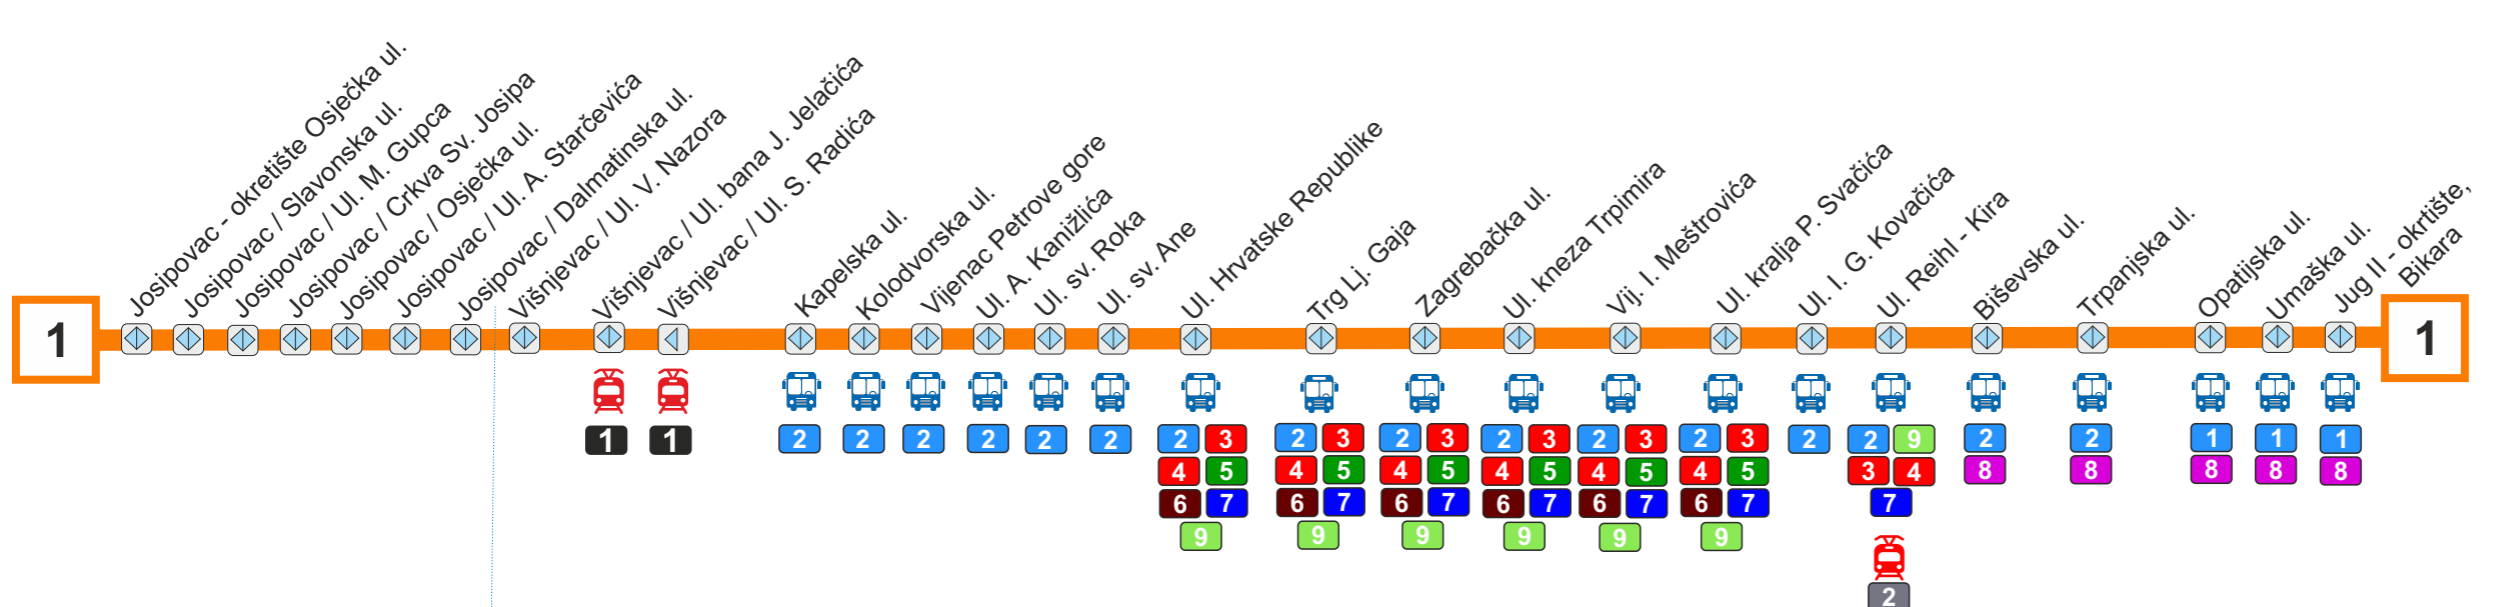 Josipovac - okretište Osječka ul.
Josipovac / Slavonska ul.
Josipovac / Ul. M. Gupca
Josipovac / Crkva Sv. Josipa
Josipovac / Osječka ul.
Josipovac / Ul. A. Starčevića
Josipovac / Dalmatinska ul.
Višnjevac / Ul. V. Nazora
Višnjevac / Ul. bana J. Jelačića
Višnjevac / Ul. S. Radića
Kapelska ul.
Kolodvorska ul.
Vijenac Petrove gore
Ul. A. Kanižlića
Ul. sv. Roka
Ul. sv. Ane
Ul. Hrvatske Republike
Trg Lj. Gaja
Zagrebačka ul.
Ul. kneza Trpimira
Vij. I. Meštrovića
Ul. kralja P. Svačića
Ul. I. G. Kovačića
Ul. Reihl - Kira
Biševska ul.
Trpanjska ul.
Opatijska ul.
Umaška ul.
Jug II - okrtište,
Bikara
1 1
1 1 2 2 2 2 2 2 2 3 2 3 2 3 2 3 2 3 2 3 2 2 9 2 2 1 1 1
4 5 4 5 4 5 4 5 4 5 4 5 3 4 8 8 8 8 8
6 7 6 7 6 7 6 7 6 7 6 7 7
9 9 9 9 9 9
2